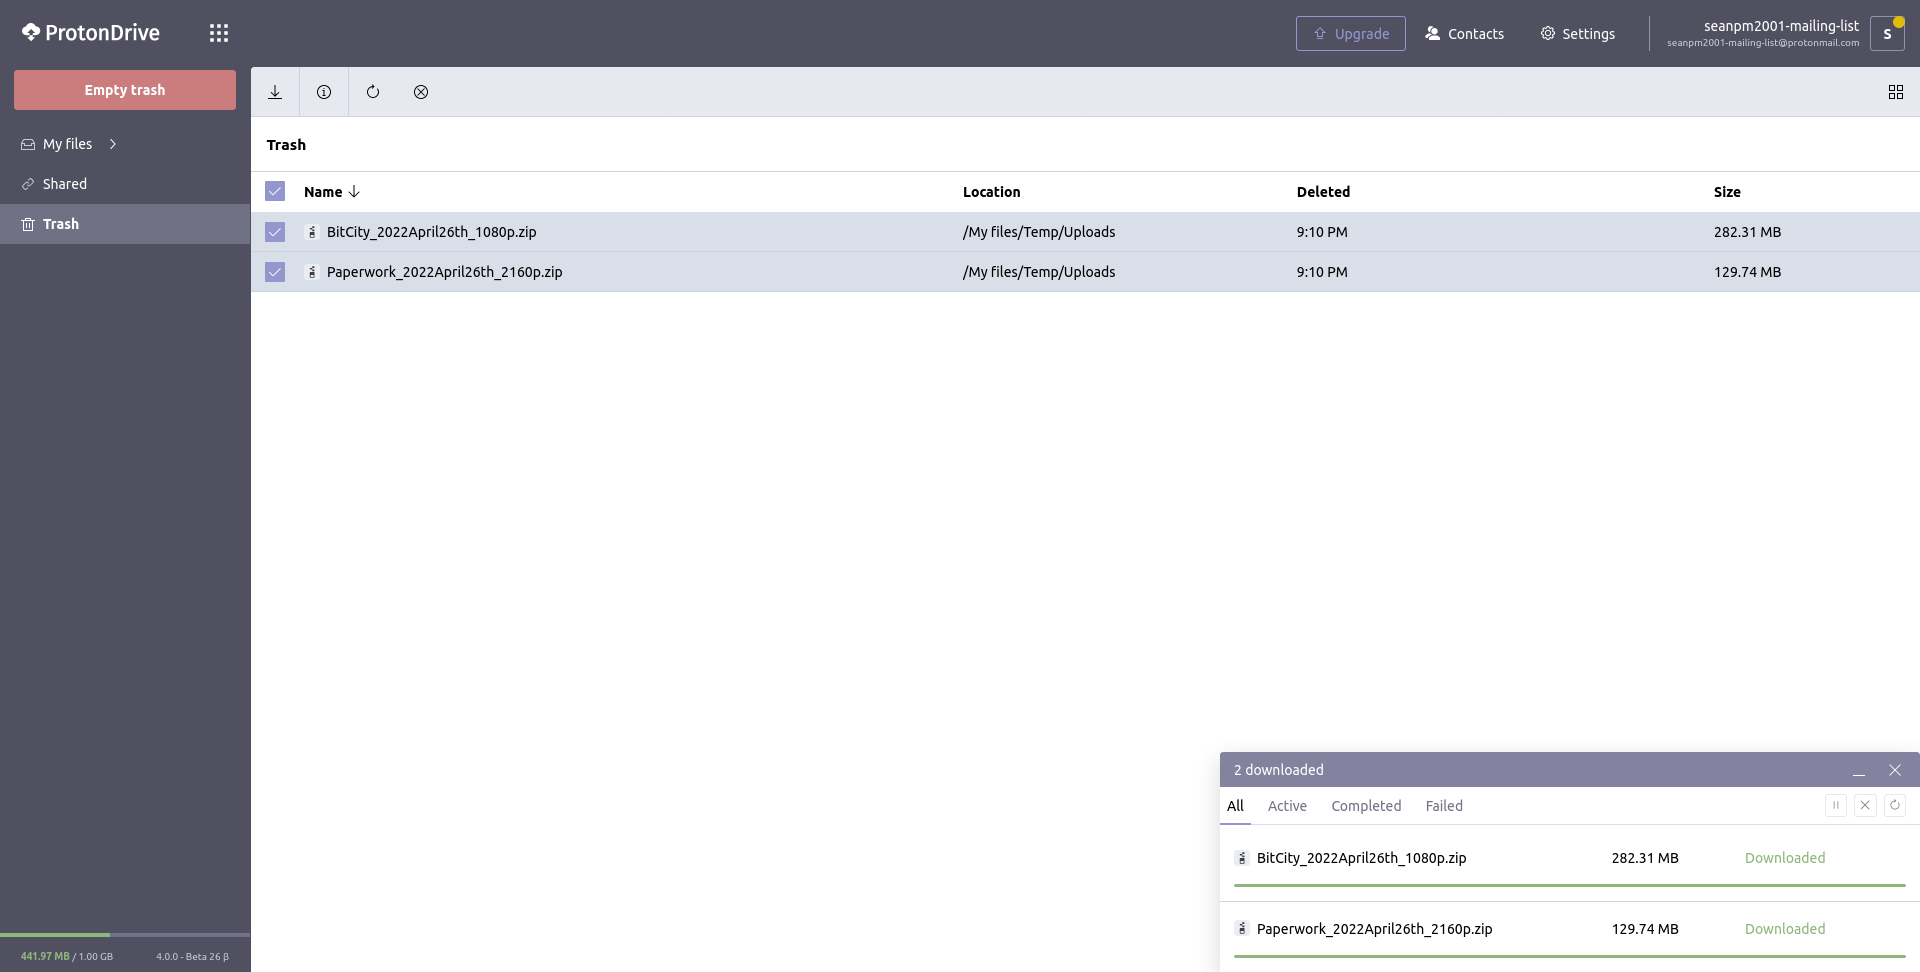 ProtonDrive
Upgrade
Contacts
Settings
seanpm2001-mailing-list
seanpm2001-mailing-list@protonmail.com
S
Empty trash
My files
Shared
Trash
Trash
Name Location Deleted Size
BitCity_2022April26th_1080p.zip /My files/Temp/Uploads 9:10 PM 282.31 MB
Paperwork_2022April26th_2160p.zip /My files/Temp/Uploads 9:10 PM 129.74 MB
2 downloaded
All Active Completed Failed
BitCity_2022April26th_1080p.zip 282.31 MB Downloaded
Paperwork_2022April26th_2160p.zip 129.74 MB Downloaded
441.97 MB / 1.00 GB 4.0.0 - Beta 26 β